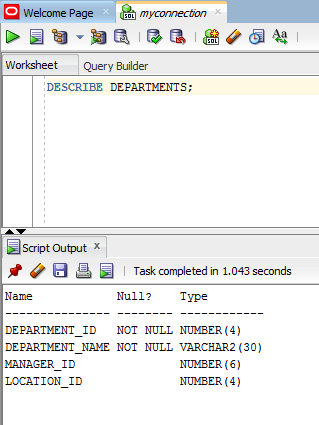 Welcome Page myconnection
Worksheet Query Builder
DESCRIBE DEPARTMENTS;
Script Output x
Task completed in 1.043 seconds
Name Null? Type
--------------- -------- ------------
DEPARTMENT_ID NOT NULL NUMBER(4)
DEPARTMENT_NAME NOT NULL VARCHAR2(30)
MANAGER_ID NUMBER(6)
LOCATION_ID NUMBER(4)